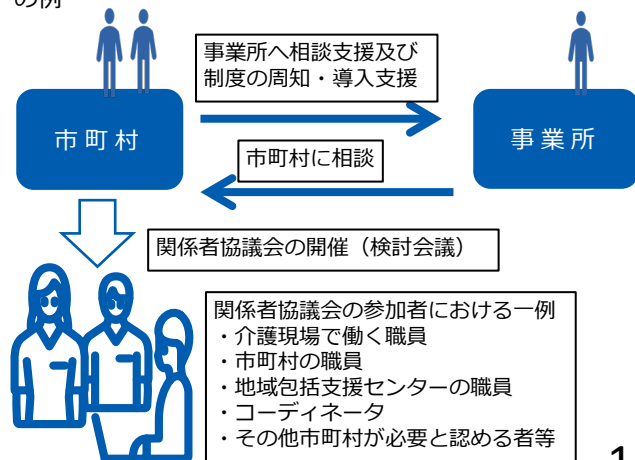 の例
事業所へ相談支援及び
制度の周知・導入支援
市町村
事業所
市町村に相談
関係者協議会の開催（検討会議）
関係者協議会の参加者における一例
・介護現場で働く職員
・市町村の職員
・地域包括支援センターの職員
・コーディネータ
・その他市町村が必要と認める者等
1